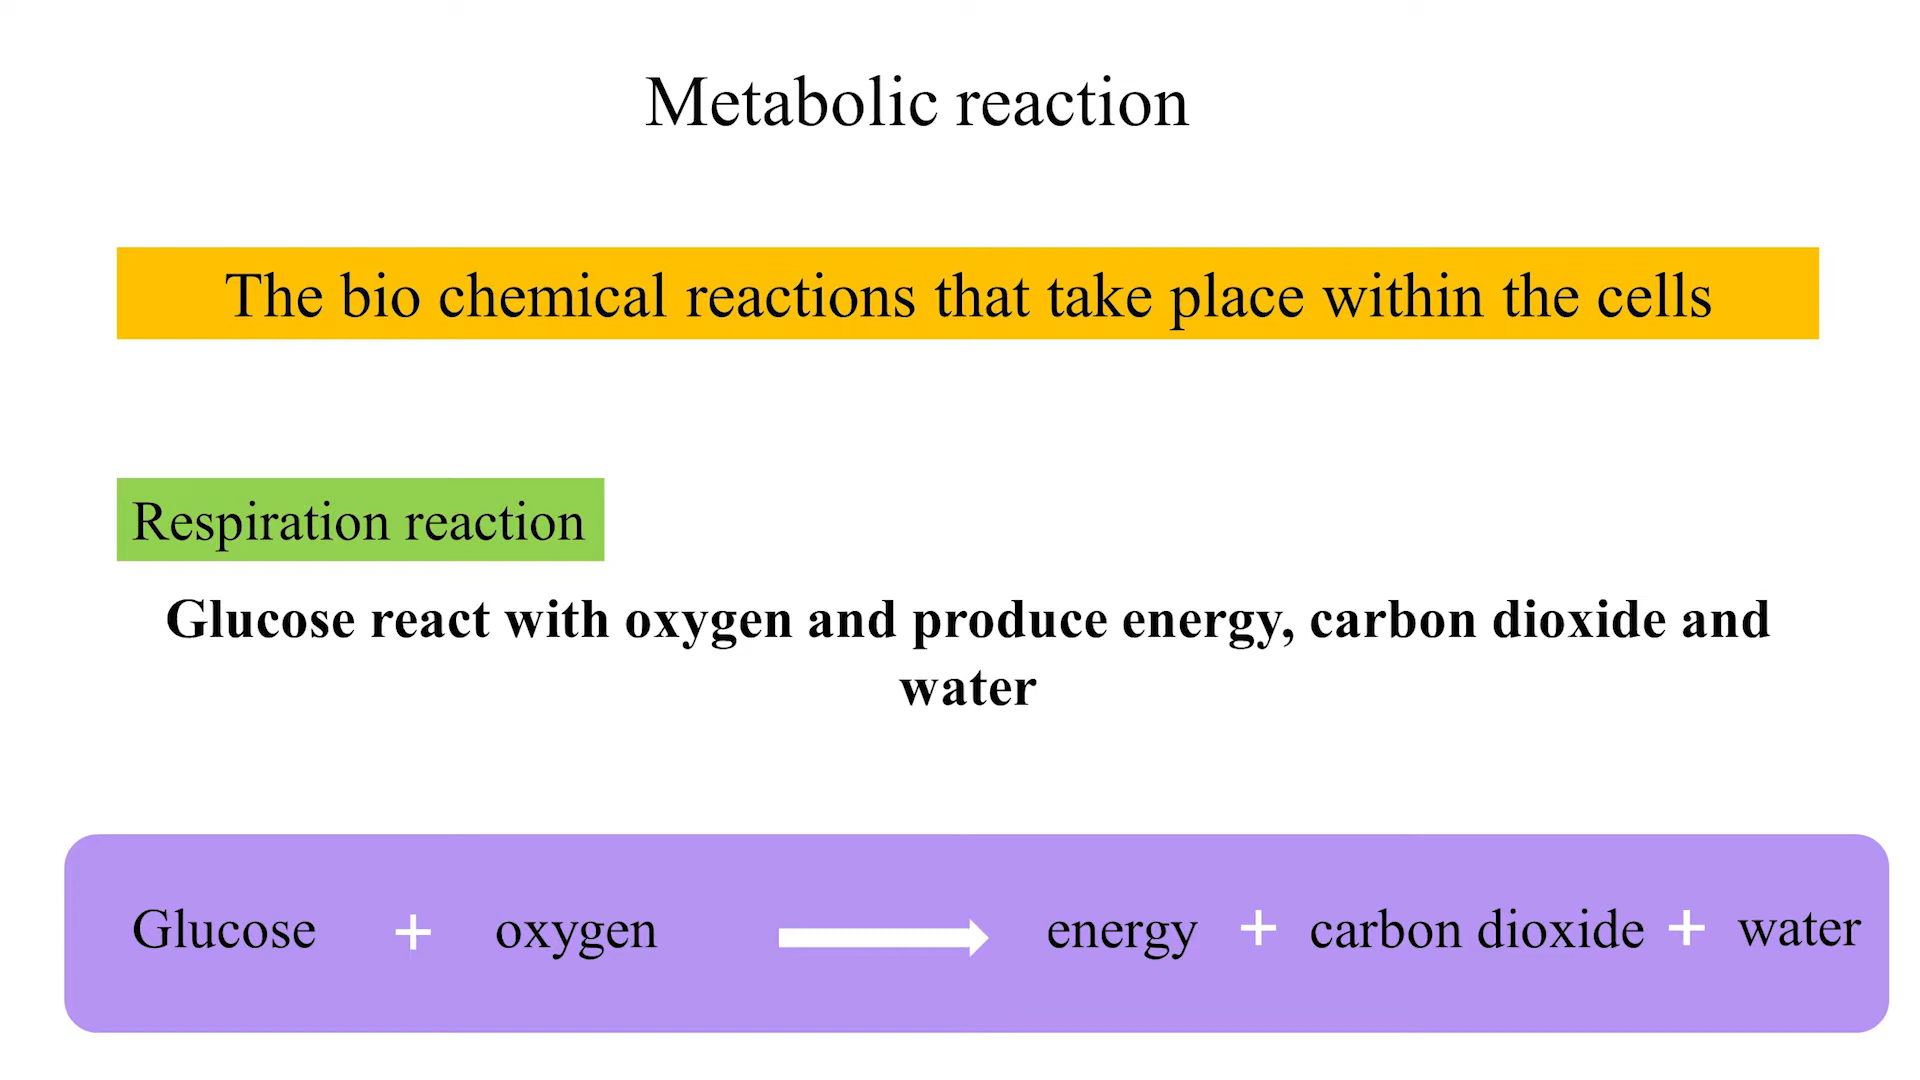 Metabolic reaction
The bio chemical reactions that take place within the cells
Respiration reaction
Glucose react with oxygen and produce energy, carbon dioxide and
water
Glucose + oxygen → energy + carbon dioxide + water